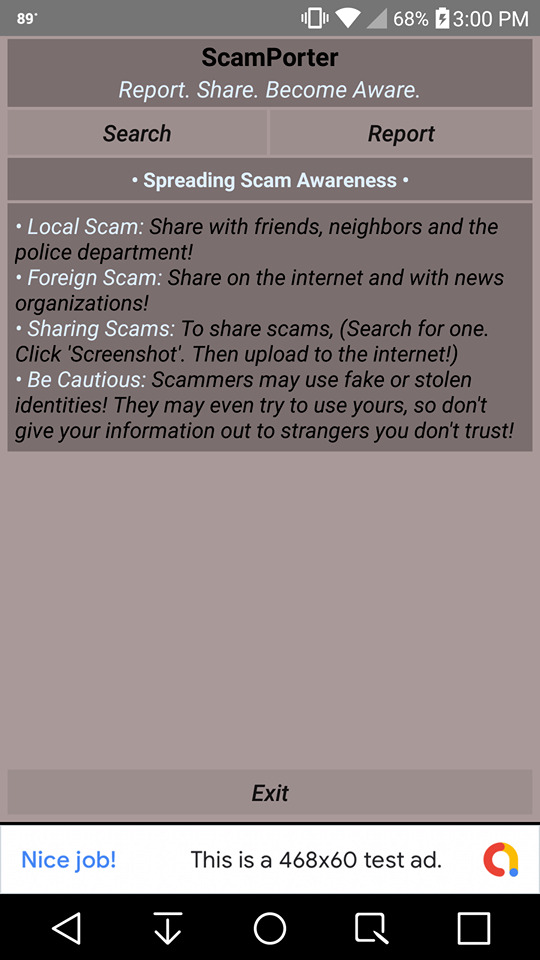 89°
68% 3:00 PM
ScamPorter
Report. Share. Become Aware.
Search
Report
• Spreading Scam Awareness •
• Local Scam: Share with friends, neighbors and the
police department!
• Foreign Scam: Share on the internet and with news
organizations!
• Sharing Scams: To share scams, (Search for one.
Click 'Screenshot'. Then upload to the internet!)
• Be Cautious: Scammers may use fake or stolen
identities! They may even try to use yours, so don't
give your information out to strangers you don't trust!
Exit
Nice job!
This is a 468x60 test ad.